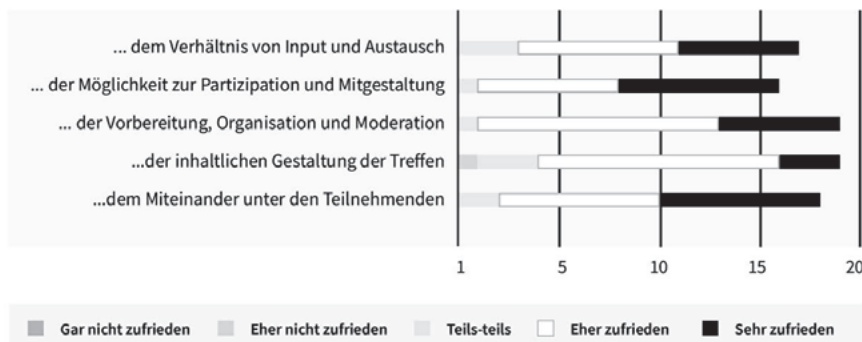 ... dem Verhältnis von Input und Austausch
... der Möglichkeit zur Partizipation und Mitgestaltung
... der Vorbereitung, Organisation und Moderation
...der inhaltlichen Gestaltung der Treffen
...dem Miteinander unter den Teilnehmenden
1 5 10 15 20
Gar nicht zufrieden Eher nicht zufrieden Teils-teils Eher zufrieden Sehr zufrieden